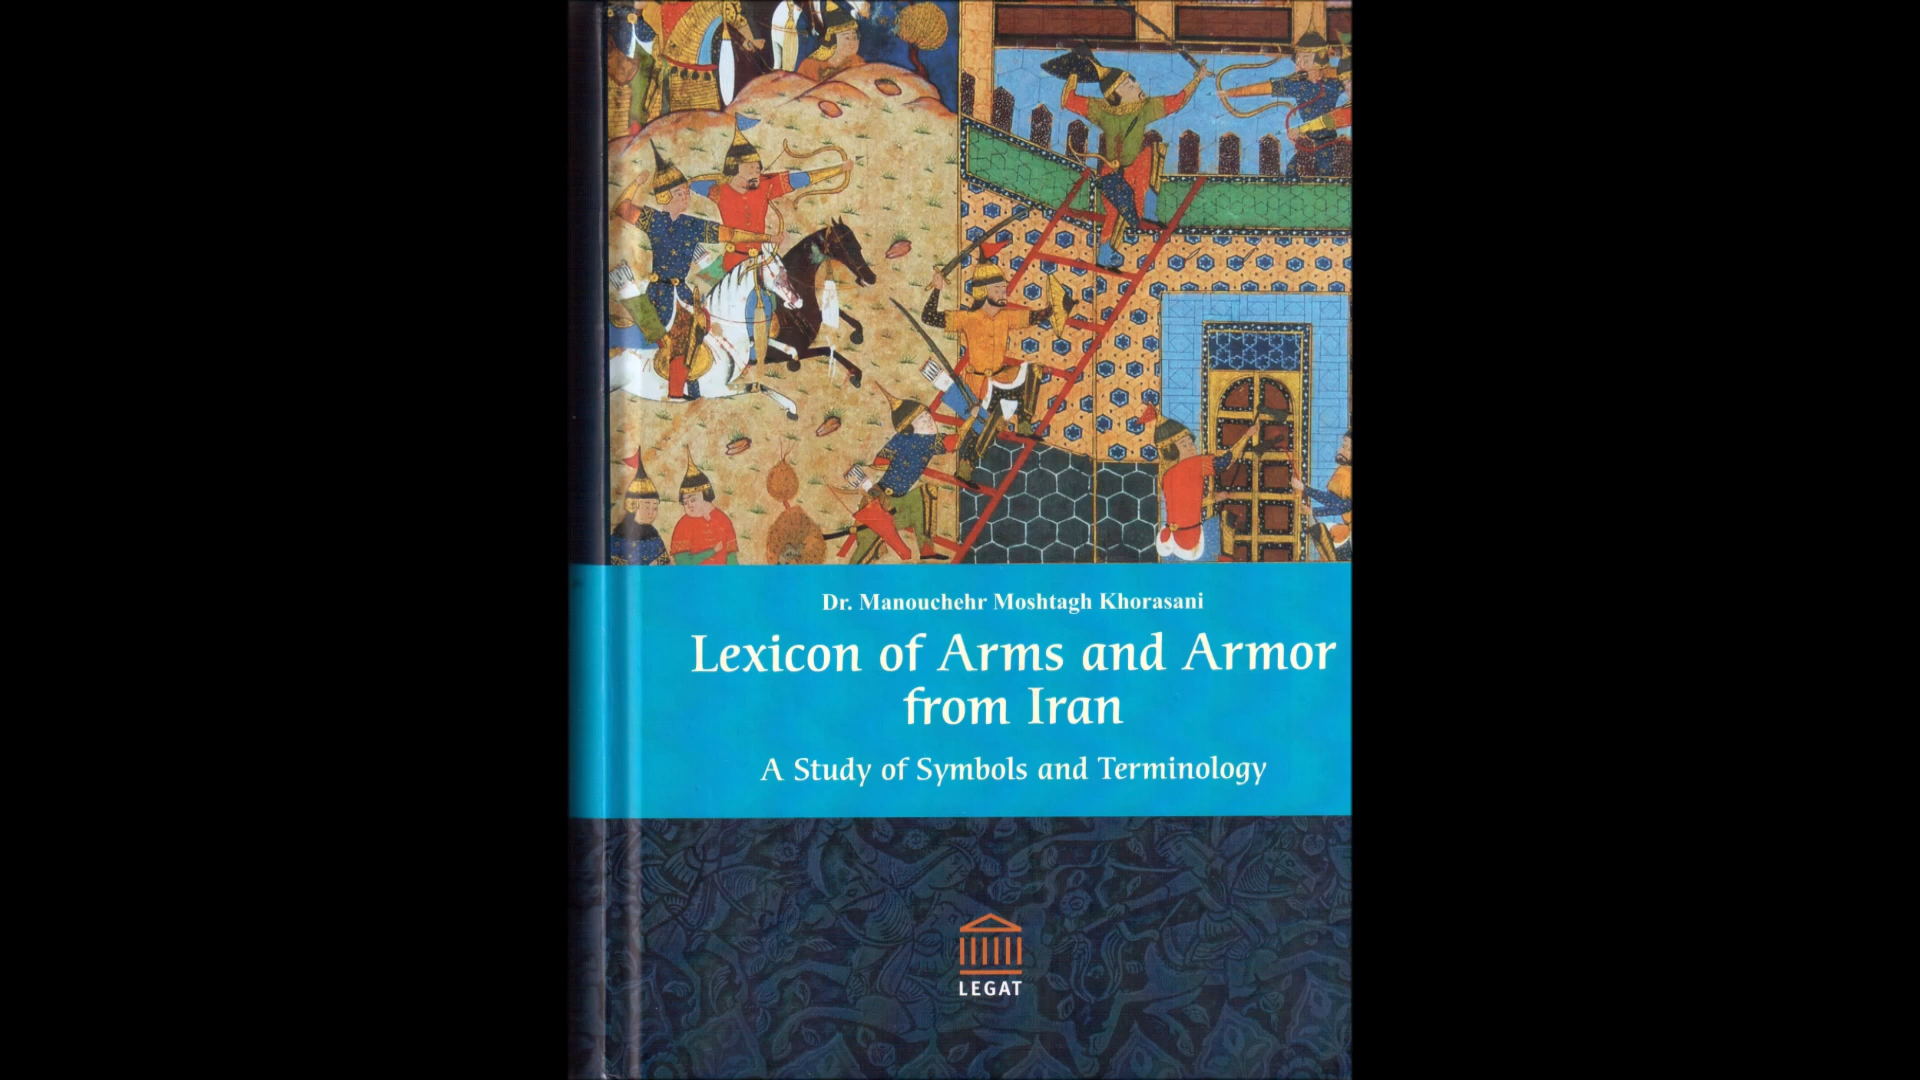 Dr. Manouchehr Moshtagh Khorasani
Lexicon of Arms and Armor
from Iran
A Study of Symbols and Terminology
LEGAT